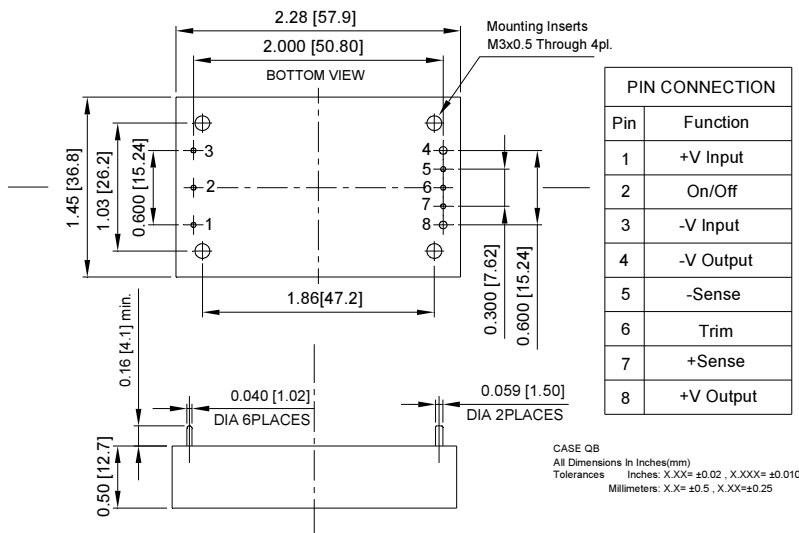 2.28 [57.9]
2.000 [50.80]
BOTTOM VIEW
Mounting Inserts
M3x0.5 Through 4pl.
1.45 [36.8]
1.03 [26.2]
0.600 [15.24]
3
2
1
4
5
6
7
8
0.300 [7.62]
0.600 [15.24]
1.86[47.2]
0.16 [4.1] min.
0.040 [1.02]
DIA 6PLACES
0.059 [1.50]
DIA 2PLACES
0.50 [12.7]
PIN CONNECTION
Pin Function
1 +V Input
2 On/Off
3 -V Input
4 -V Output
5 -Sense
6 Trim
7 +Sense
8 +V Output
CASE QB
All Dimensions In Inches(mm)
Tolerances Inches: X.XX= ±0.02 , X.XXX= ±0.010
Millimeters: X.X= ±0.5 , X.XX=±0.25